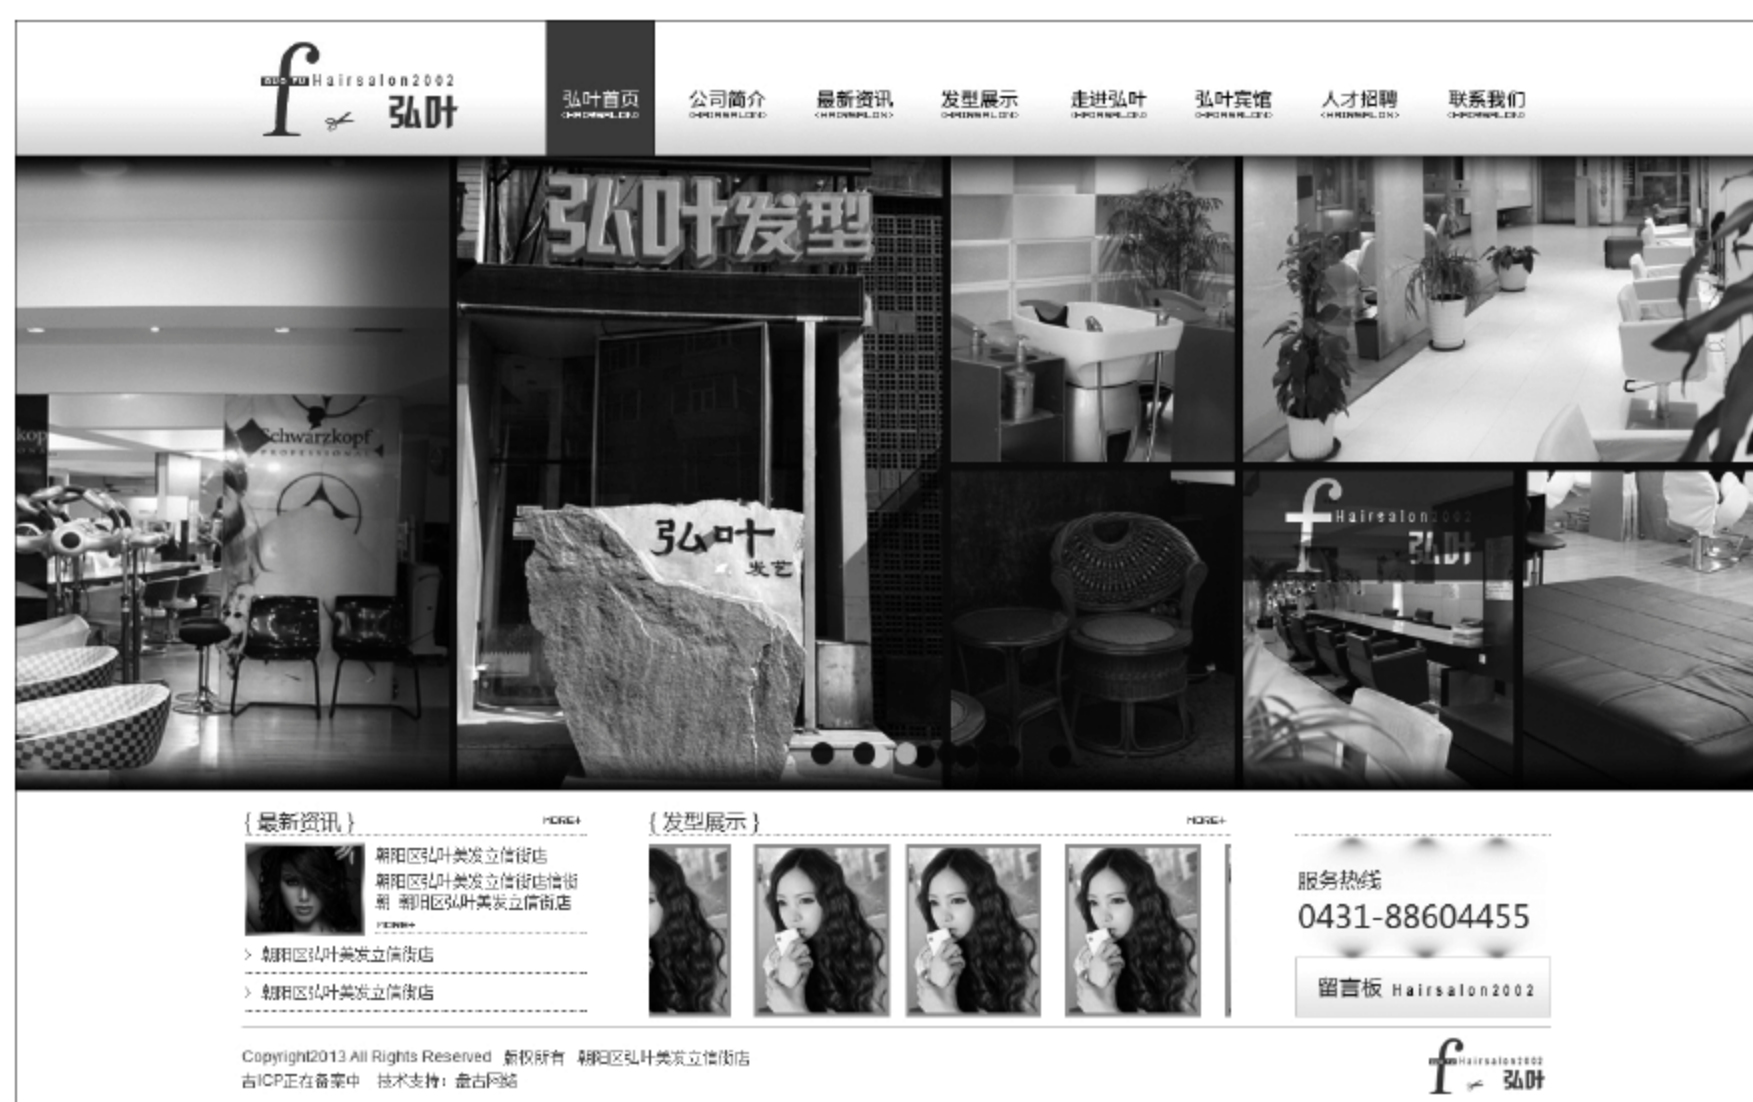 Hairsalon2002
弘叶
弘叶首页 公司简介 最新资讯 发型展示 走进弘叶 弘叶宾馆 人才招聘 联系我们
弘叶发型
Schwarzkopf
PROFESSIONAL
弘叶
发艺
Hairsalon2002
弘叶
{ 最新资讯 } MORE+
朝阳区弘叶美发立信街店
朝阳区弘叶美发立信街店信街
朝 朝阳区弘叶美发立信街店
MORE+
> 朝阳区弘叶美发立信街店
> 朝阳区弘叶美发立信街店
{ 发型展示 } MORE+
服务热线
0431-88604455
留言板 Hairsalon2002
Copyright2013 All Rights Reserved 版权所有 朝阳区弘叶美发立信街店
吉ICP正在备案中 技术支持：盘古网络
Hairsalon2002
弘叶